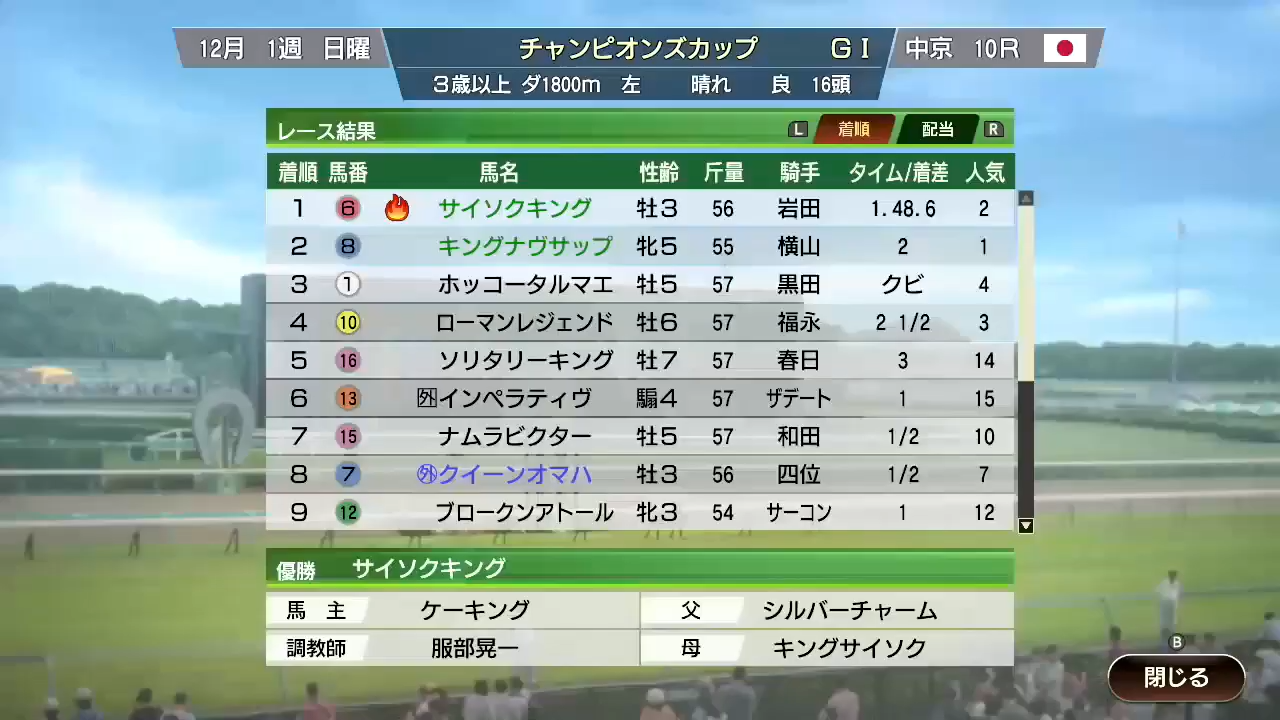 12月 1週 日曜 チャンピオンズカップ GⅠ 中京 10R
3歳以上 ダ1800m 左 晴れ 良 16頭
レース結果 L 着順 配当 R
着順 馬番 馬名 性齢 斤量 騎手 タイム/着差 人気
1 6 サイソクキング 牡3 56 岩田 1.48.6 2
2 8 キングナヴサップ 牝5 55 横山 2 1
3 1 ホッコータルマエ 牡5 57 黒田 クビ 4
4 10 ローマンレジェンド 牡6 57 福永 2 1/2 3
5 16 ソリタリーキング 牡7 57 春日 3 14
6 13 外インペラティヴ 騸4 57 ザデート 1 15
7 15 ナムラビクター 牡5 57 和田 1/2 10
8 7 外クイーンオマハ 牡3 56 四位 1/2 7
9 12 ブロークンアトール 牝3 54 サーコン 1 12
優勝 サイソクキング
馬主 ケーキング 父 シルバーチャーム
調教師 服部晃一 母 キングサイソク
B
閉じる